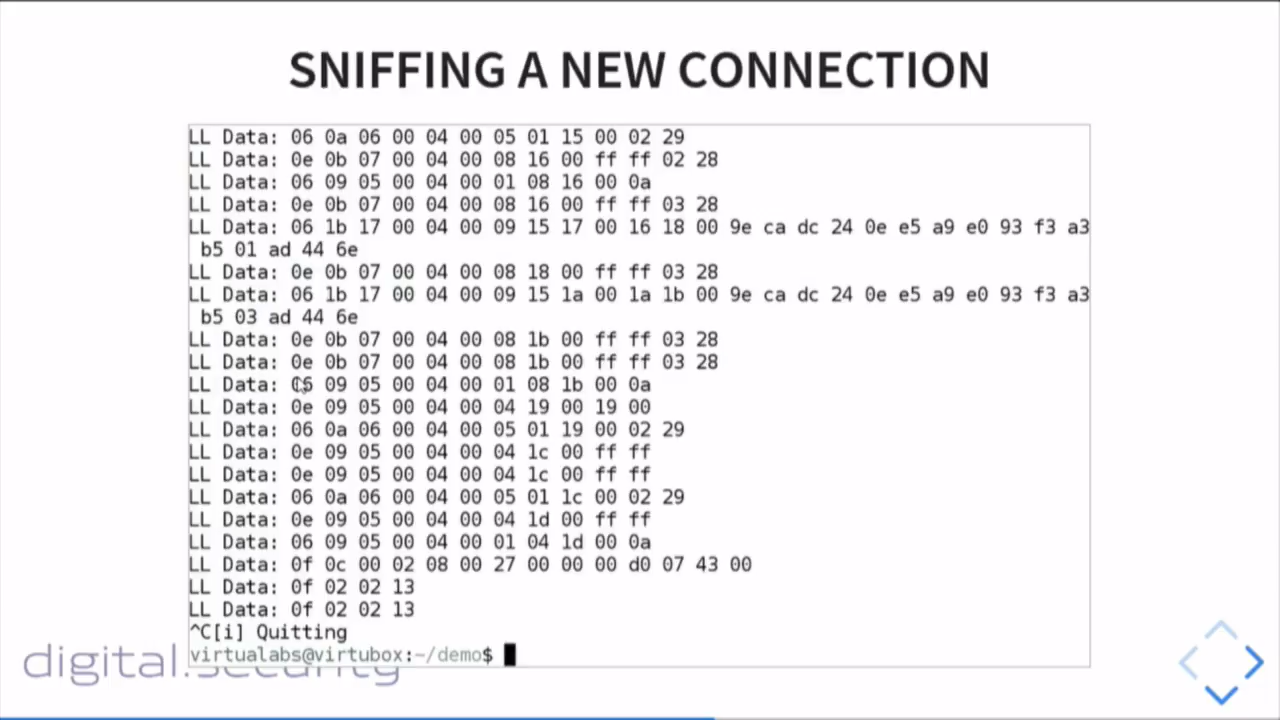 SNIFFING A NEW CONNECTION
LL Data: 06 0a 06 00 04 00 05 01 15 00 02 29
LL Data: 0e 0b 07 00 04 00 08 16 00 ff ff 02 28
LL Data: 06 09 05 00 04 00 01 08 16 00 0a
LL Data: 0e 0b 07 00 04 00 08 16 00 ff ff 03 28
LL Data: 06 1b 17 00 04 00 09 15 17 00 16 18 00 9e ca dc 24 0e e5 a9 e0 93 f3 a3
b5 01 ad 44 6e
LL Data: 0e 0b 07 00 04 00 08 18 00 ff ff 03 28
LL Data: 06 1b 17 00 04 00 09 15 1a 00 1a 1b 00 9e ca dc 24 0e e5 a9 e0 93 f3 a3
b5 03 ad 44 6e
LL Data: 0e 0b 07 00 04 00 08 1b 00 ff ff 03 28
LL Data: 0e 0b 07 00 04 00 08 1b 00 ff ff 03 28
LL Data: 09 05 00 04 00 01 08 1b 00 0a
LL Data: 0e 09 05 00 04 00 04 19 00 19 00
LL Data: 06 0a 06 00 04 00 05 01 19 00 02 29
LL Data: 0e 09 05 00 04 00 04 1c 00 ff ff
LL Data: 0e 09 05 00 04 00 04 1c 00 ff ff
LL Data: 06 0a 06 00 04 00 05 01 1c 00 02 29
LL Data: 0e 09 05 00 04 00 04 1d 00 ff ff
LL Data: 06 09 05 00 04 00 01 04 1d 00 0a
LL Data: 0f 0c 00 02 08 00 27 00 00 00 d0 07 43 00
LL Data: 0f 02 02 13
LL Data: 0f 02 02 13
^C[i] Quitting
virtualabs@virtubox:~/demo$
digital.security